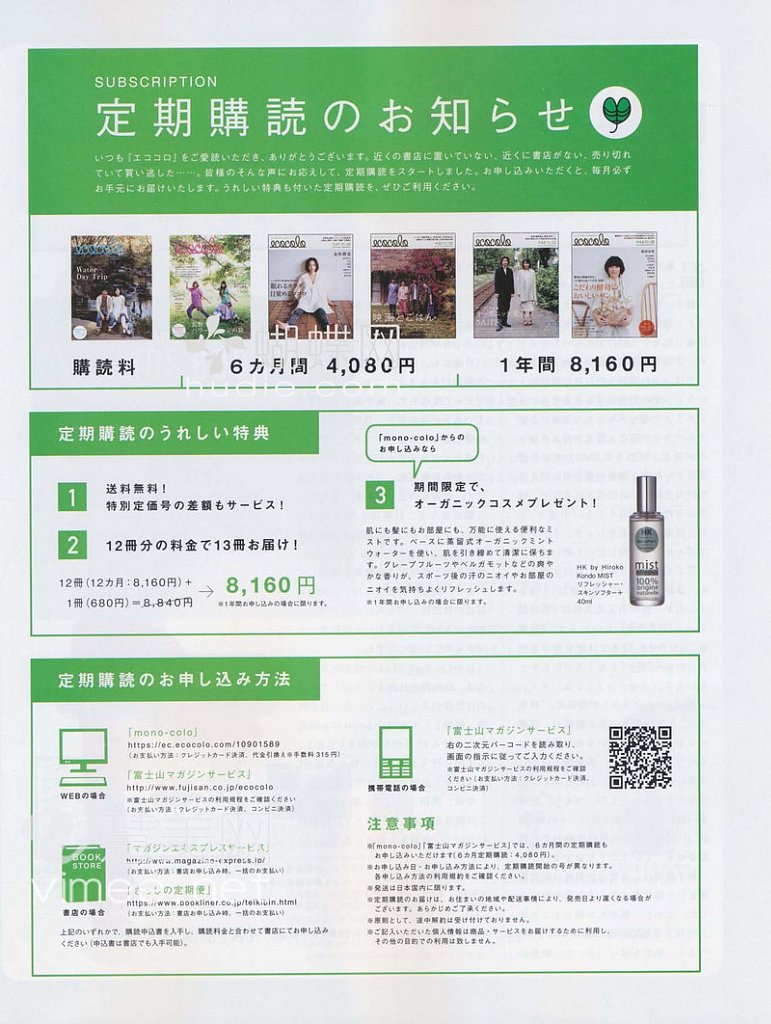 SUBSCRIPTION
定期購読のお知らせ
いつも「エココロ」をご愛読いただき、ありがとうございます。近くの書店に置いていない、近くに書店がない、売り切れ
ていて買い逃した……。皆様のそんな声にお応えして、定期購読をスタートしました。お申し込みいただくと、毎月必ず
お手元にお届けいたします。うれしい特典も付いた定期購読を、ぜひご利用ください。
ecocolo
ecocolo
ecocolo
ecocolo
ecocolo
ecocolo
Water
Day Trip
眠れるカラダ、
目覚めるココロ
映画とごはん。
こだわり酵母の
おいしいパン
蝴蝶网
hudie.com
購読料
6カ月間 4,080円
1年間 8,160円
定期購読のうれしい特典
1
送料無料!
特別定価号の差額もサービス!
2
12冊分の料金で13冊お届け!
12冊(12カ月:8,160円)+
1冊(680円)=8,840円
→ 8,160円
※1年間お申し込みの場合に限ります。
「mono-colo」からの
お申し込みなら
3
期間限定で、
オーガニックコスメプレゼント!
肌にも髪にもお部屋にも、万能に使える便利なミ
ストです。ベースに蒸留式オーガニックミント
ウォーターを使い、肌を引き締めて清潔に保ちま
す。グレープフルーツやベルガモットなどの爽や
かな香りが、スポーツ後の汗のニオイやお部屋の
ニオイを気持ちよくリフレッシュします。
※1年間お申し込みの場合に限ります。
HK by Hiroko
Kondo MIST
リフレッシャー・
スキンソフター+
40ml
HK
mist
100%
origine
naturelle
定期購読のお申し込み方法
WEBの場合
「mono-colo」
https://ec.ecocolo.com/10901589
(お支払い方法:クレジットカード決済、代金引換え※手数料315円)
「富士山マガジンサービス」
http://www.fujisan.co.jp/ecocolo
※富士山マガジンサービスの利用規程をご確認ください
(お支払い方法:クレジットカード決済、コンビニ決済)
BOOK
STORE
書店の場合
「マガジンエキスプレスサービス」
http://www.magazine-express.jp/
(お支払い方法:書店お申し込み時、一括のお支払い)
の定期便」
https://www.bookliner.co.jp/teikibin.html
(お支払い方法:書店お申し込み時、一括のお支払い)
上記のいずれかで、購読申込書を入手し、購読料金と合わせて書店にてお申し込み
ください(申込書は書店でも入手可能)。
携帯電話の場合
「富士山マガジンサービス」
右の二次元バーコードを読み取り、
画面の指示に従ってご入力ください。
※富士山マガジンサービスの利用規程をご確認
ください(お支払い方法:クレジットカード決済、
コンビニ決済)
注意事項
※「mono-colo」「富士山マガジンサービス」では、6カ月間の定期購読も
お申し込みいただけます(6カ月定期購読:4,080円)。
※お申し込み日・お申し込み方法により、定期購読開始の号が異なります。
各申し込み方法の利用規約をご確認ください。
※発送は日本国内に限ります。
※定期購読のお届けは、お住まいの地域や配送事情により、発売日より遅くなる場合が
ございます。あらかじめご了承ください。
※原則として、途中解約は受け付けておりません。
※ご記入いただいた個人情報は商品・サービスをお届けするために利用し、
その他の目的での利用は致しません。